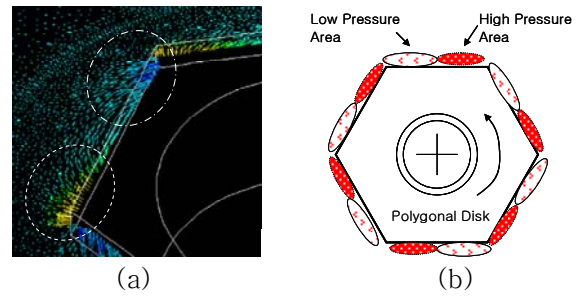 Low Pressure
Area
High Pressure
Area
Polygonal Disk
(a)
(b)